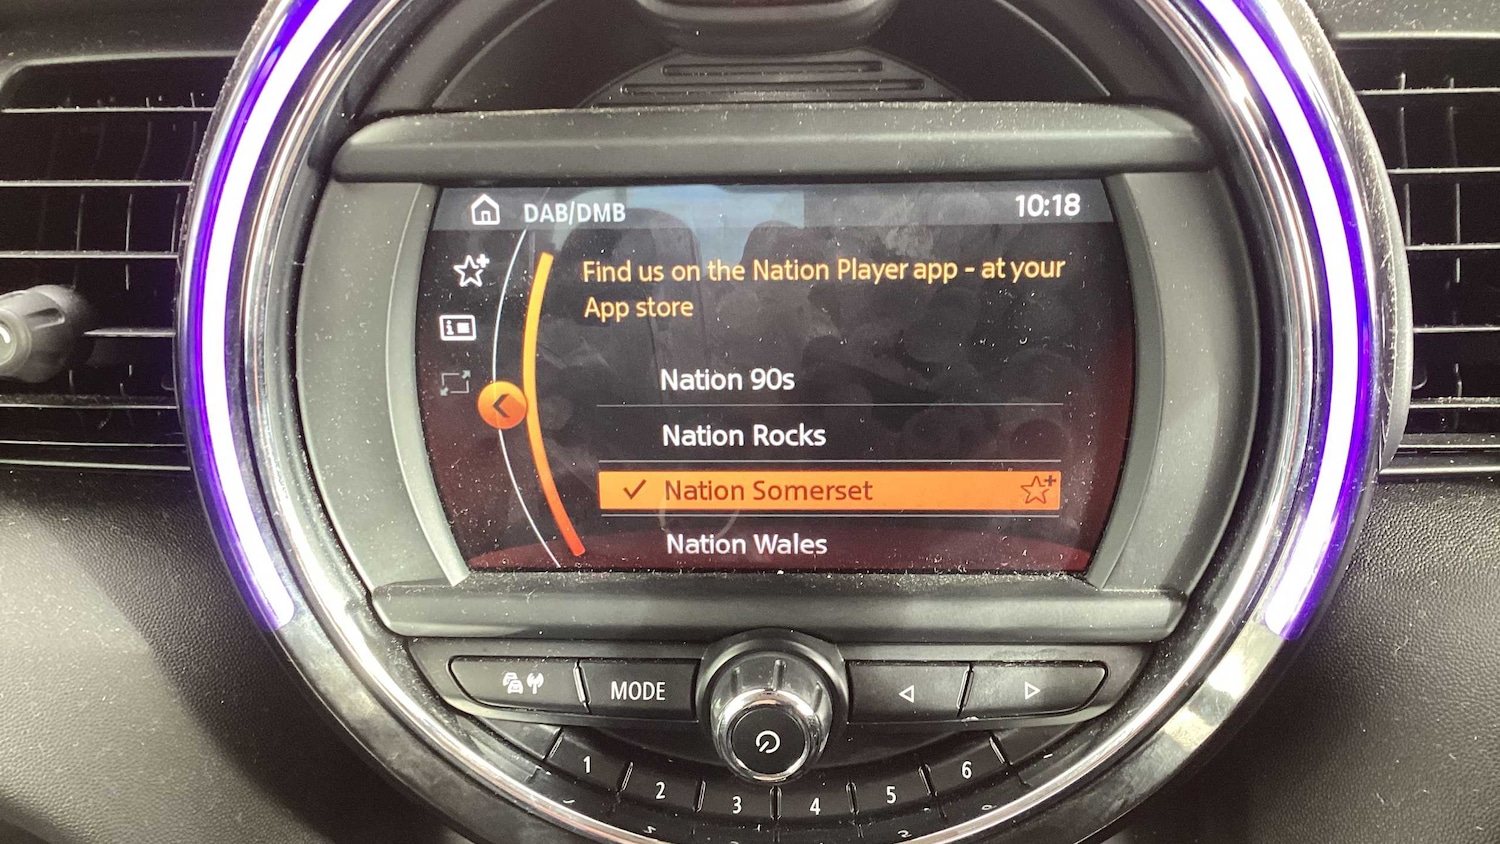 DAB/DMB
10:18
Find us on the Nation Player app - at your
App store
Nation 90s
Nation Rocks
Nation Somerset
Nation Wales
MODE
1
2
3
4
5
6